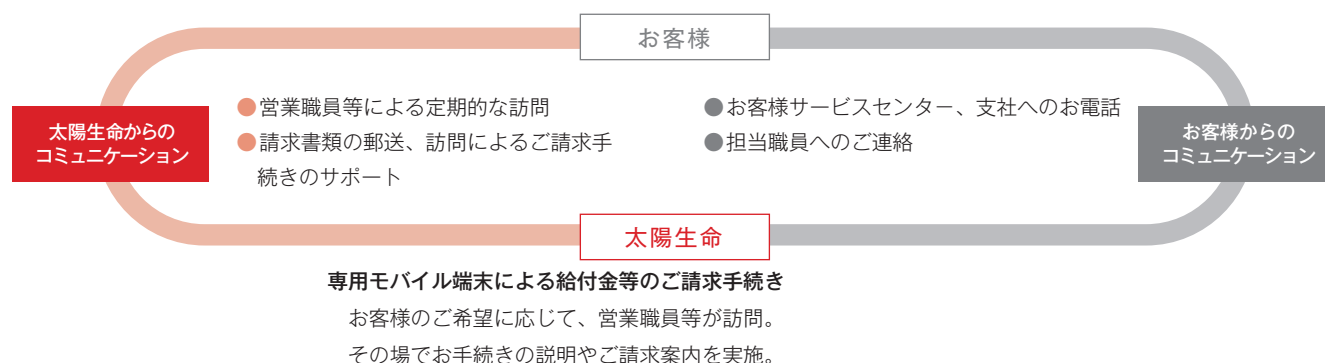 お客様
太陽生命からの
コミュニケーション
●営業職員等による定期的な訪問
●請求書類の郵送、訪問によるご請求手
続きのサポート
●お客様サービスセンター、支社へのお電話
●担当職員へのご連絡
お客様からの
コミュニケーション
太陽生命
専用モバイル端末による給付金等のご請求手続き
お客様のご希望に応じて、営業職員等が訪問。
その場でお手続きの説明やご請求案内を実施。